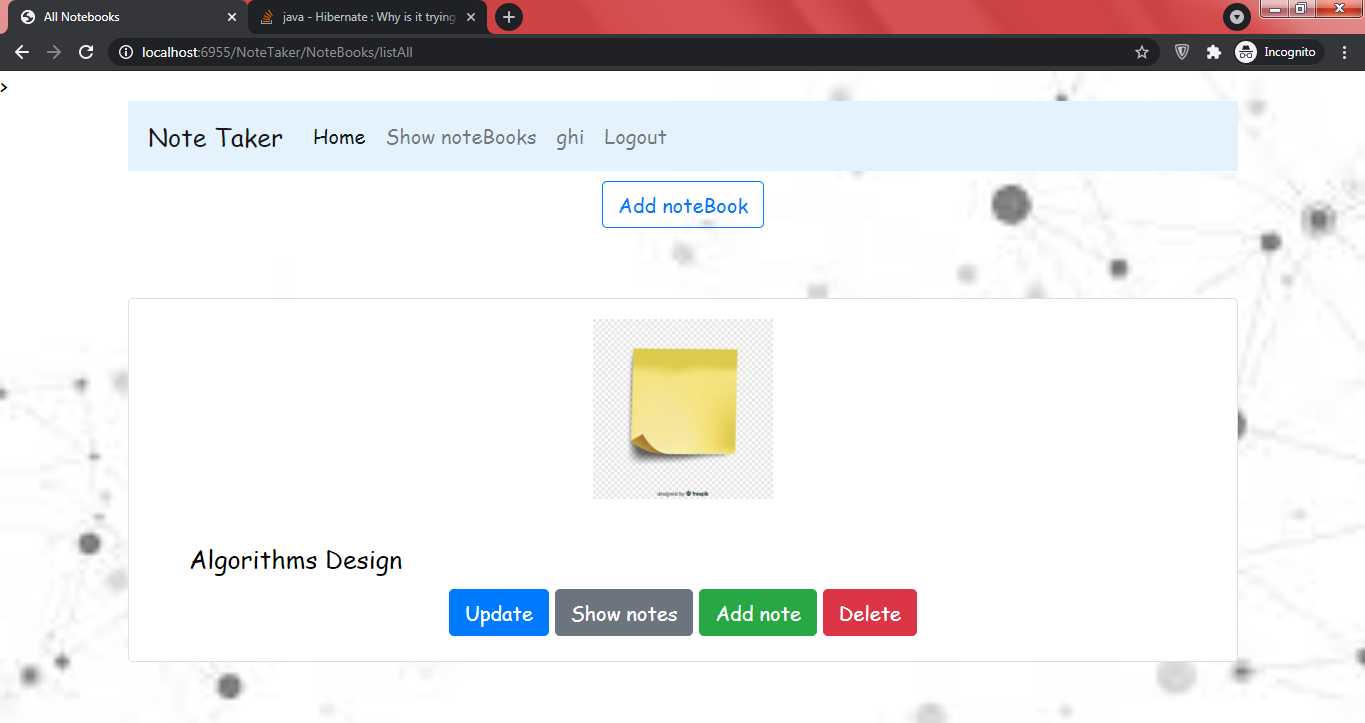 All Notebooks
java - Hibernate : Why is it trying
localhost:6955/NoteTaker/NoteBooks/listAll
Incognito
>
Note Taker Home Show noteBooks ghi Logout
Add noteBook
designed by freepik
Algorithms Design
Update Show notes Add note Delete